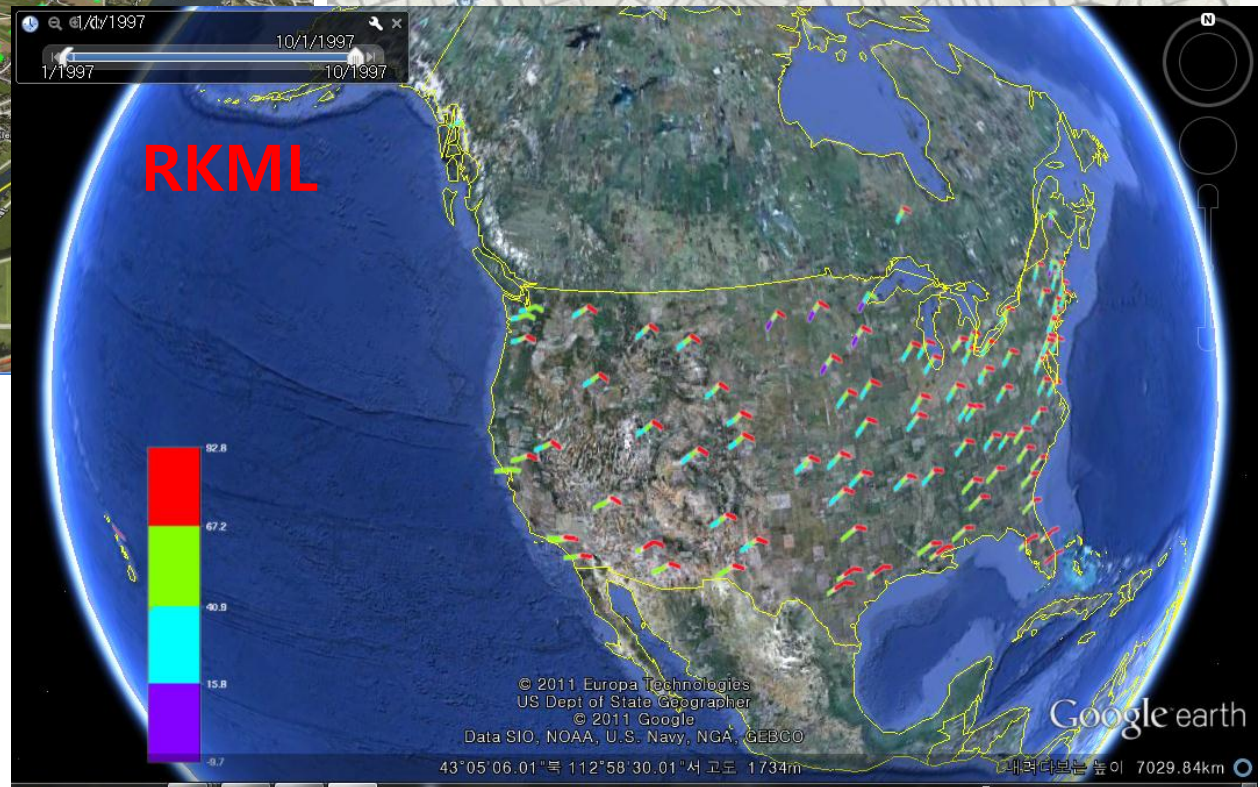 1/1/1997
10/1/1997
1/1997
10/1997
N
RKML
92.8
67.2
40.9
15.8
-9.7
© 2011 Europa Technologies
US Dept of State Geographer
© 2011 Google
Data SIO, NOAA, U.S. Navy, NGA, GEBCO
Google earth
43°05'06.01"북 112°58'30.01"서 고도 1734m
내려다보는 높이 7029.84km